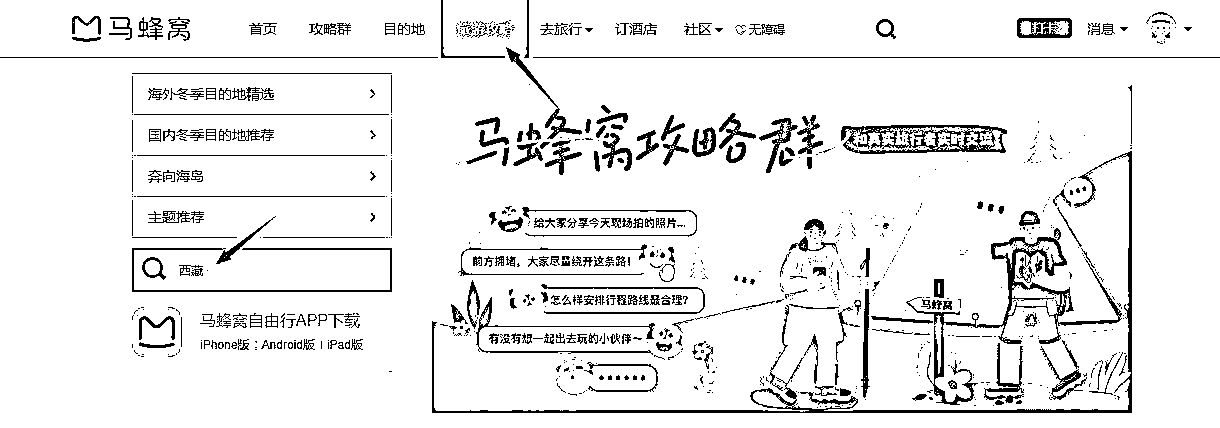 马蜂窝
首页 攻略群 目的地 旅游攻略 去旅行 订酒店 社区 无障碍 打卡 消息
海外冬季目的地精选
国内冬季目的地推荐
奔向海岛
主题推荐
西藏
马蜂窝自由行APP下载
iPhone版 | Android版 | iPad版
马蜂窝攻略群
和真实旅行者实时交流
给大家分享今天现场拍的照片...
前方拥堵，大家尽量绕开这条路！
怎么样安排行程路线最合理？
有没有想一起出去玩的小伙伴～
马蜂窝